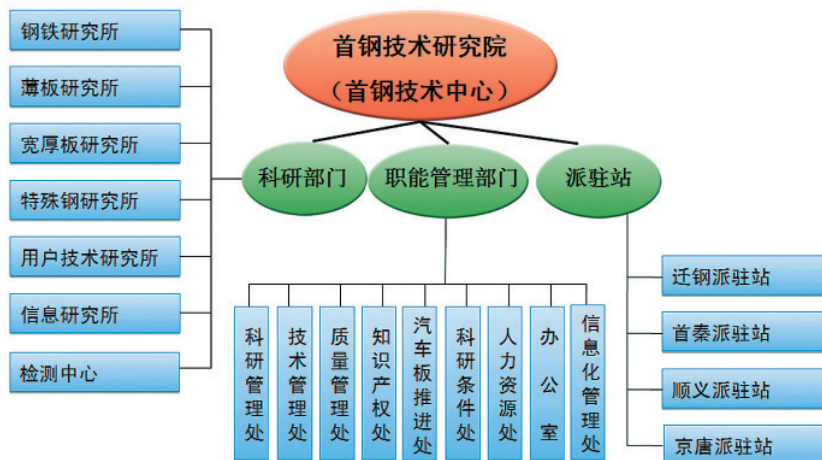 首钢技术研究院
（首钢技术中心）
科研部门
职能管理部门
派驻站
钢铁研究所
薄板研究所
宽厚板研究所
特殊钢研究所
用户技术研究所
信息研究所
检测中心
科研管理处
技术管理处
质量管理处
知识产权处
汽车板推进处
科研条件处
人力资源处
办公室
信息化管理处
迁钢派驻站
首秦派驻站
顺义派驻站
京唐派驻站